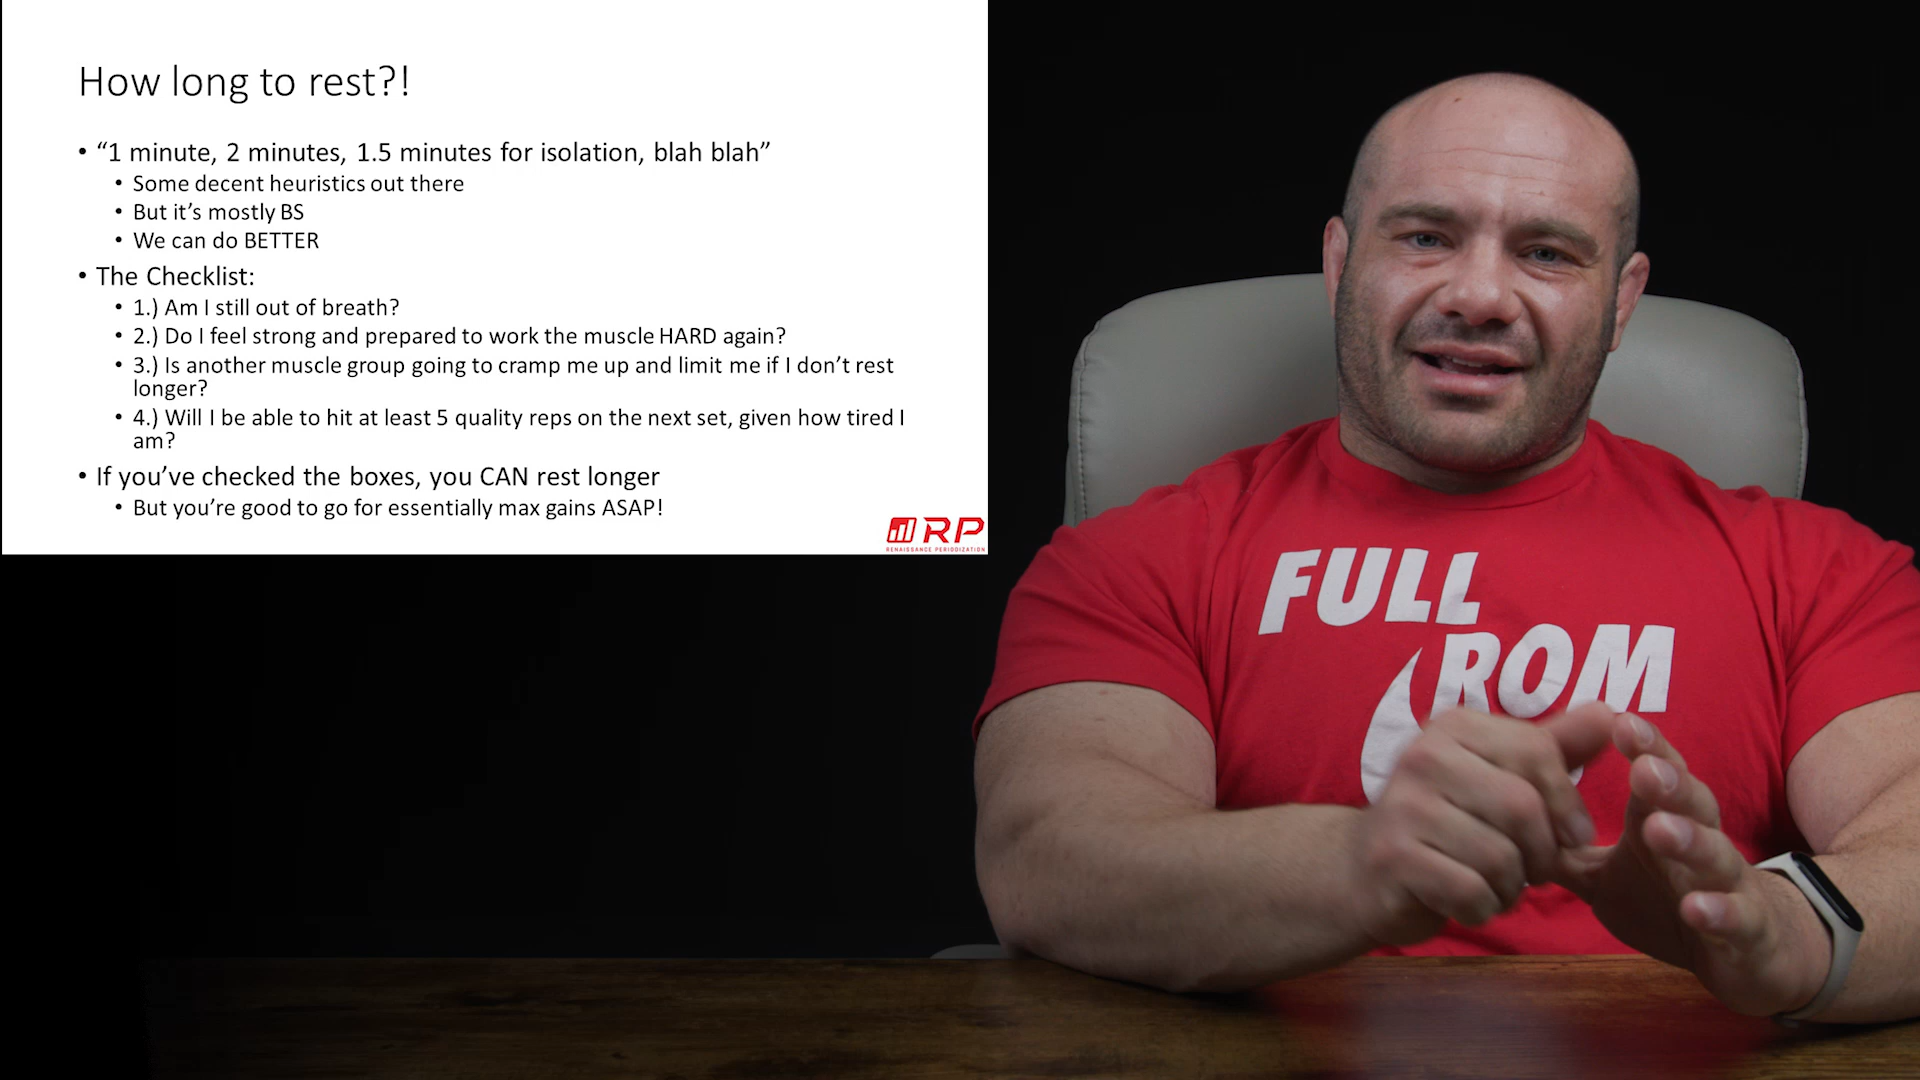 How long to rest?!
• “1 minute, 2 minutes, 1.5 minutes for isolation, blah blah”
• Some decent heuristics out there
• But it’s mostly BS
• We can do BETTER
• The Checklist:
• 1.) Am I still out of breath?
• 2.) Do I feel strong and prepared to work the muscle HARD again?
• 3.) Is another muscle group going to cramp me up and limit me if I don’t rest
longer?
• 4.) Will I be able to hit at least 5 quality reps on the next set, given how tired I
am?
• If you’ve checked the boxes, you CAN rest longer
• But you’re good to go for essentially max gains ASAP!
RP
RENAISSANCE PERIODIZATION
FULL
ROM